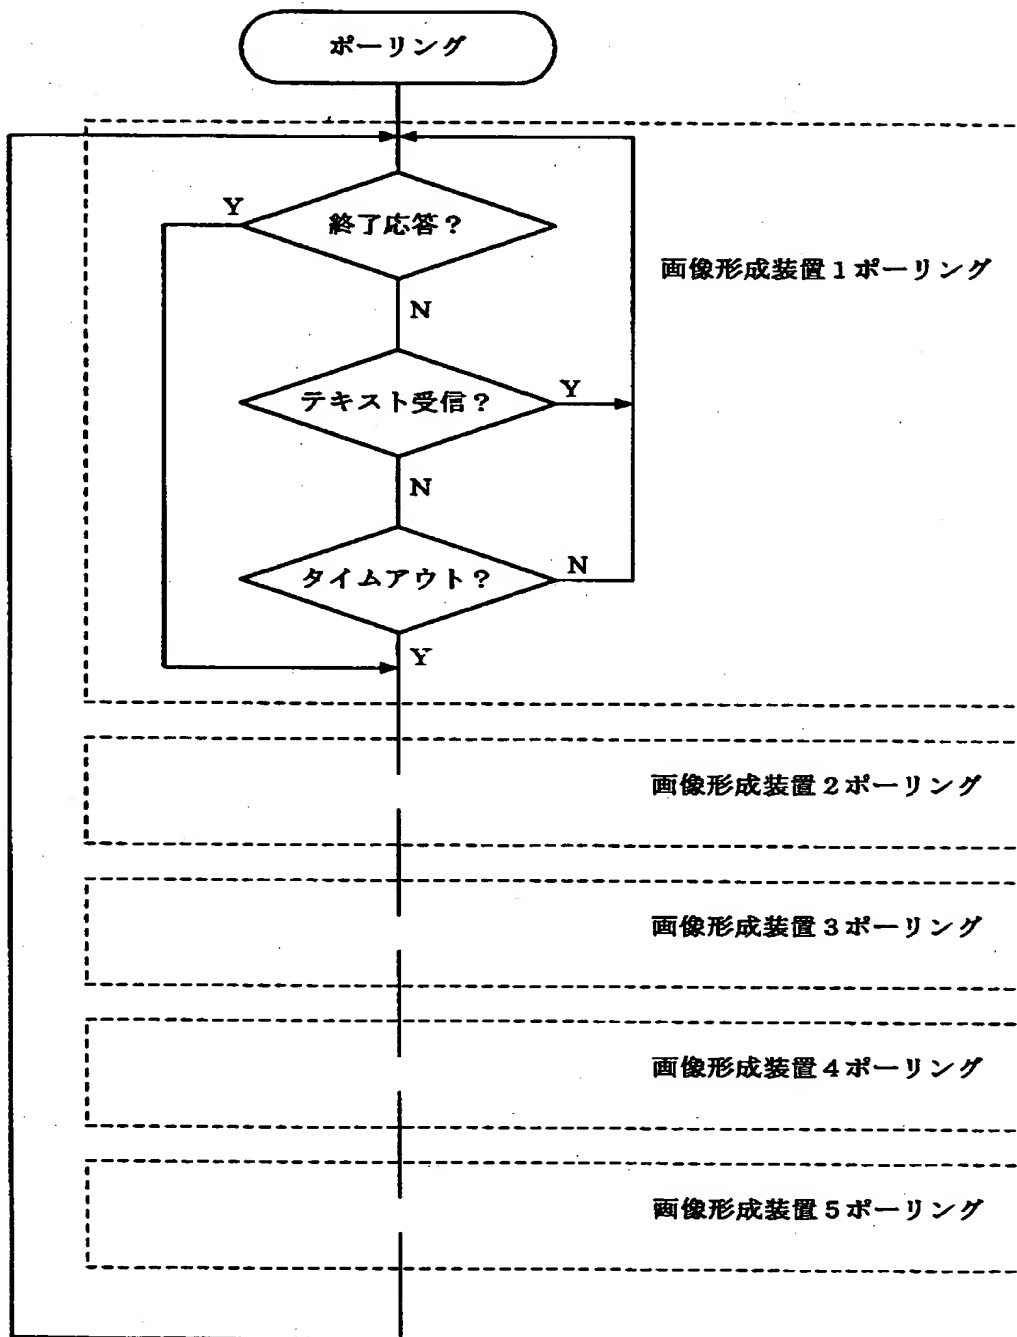 ポーリング
Y
終了応答？
画像形成装置１ポーリング
N
テキスト受信？
Y
N
タイムアウト？
N
Y
画像形成装置２ポーリング
画像形成装置３ポーリング
画像形成装置４ポーリング
画像形成装置５ポーリング